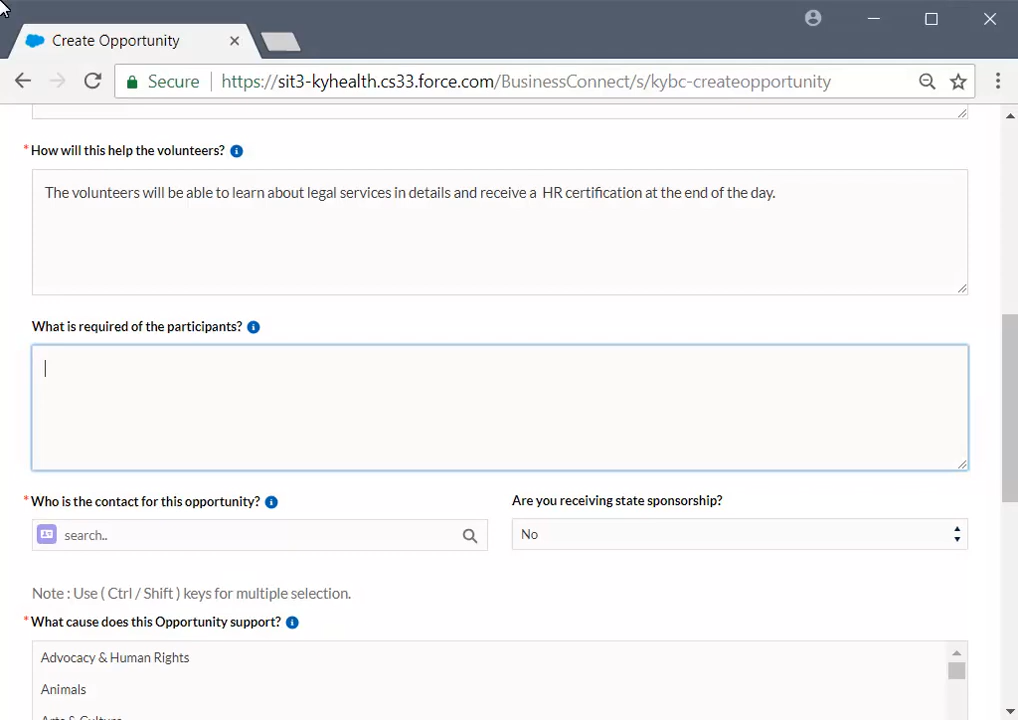 Create Opportunity
Secure
https://sit3-kyhealth.cs33.force.com/BusinessConnect/s/kybc-createopportunity
*How will this help the volunteers?
The volunteers will be able to learn about legal services in details and receive a HR certification at the end of the day.
What is required of the participants?
*Who is the contact for this opportunity?
Are you receiving state sponsorship?
search..
No
Note : Use ( Ctrl / Shift ) keys for multiple selection.
*What cause does this Opportunity support?
Advocacy & Human Rights
Animals
Arts & Culture